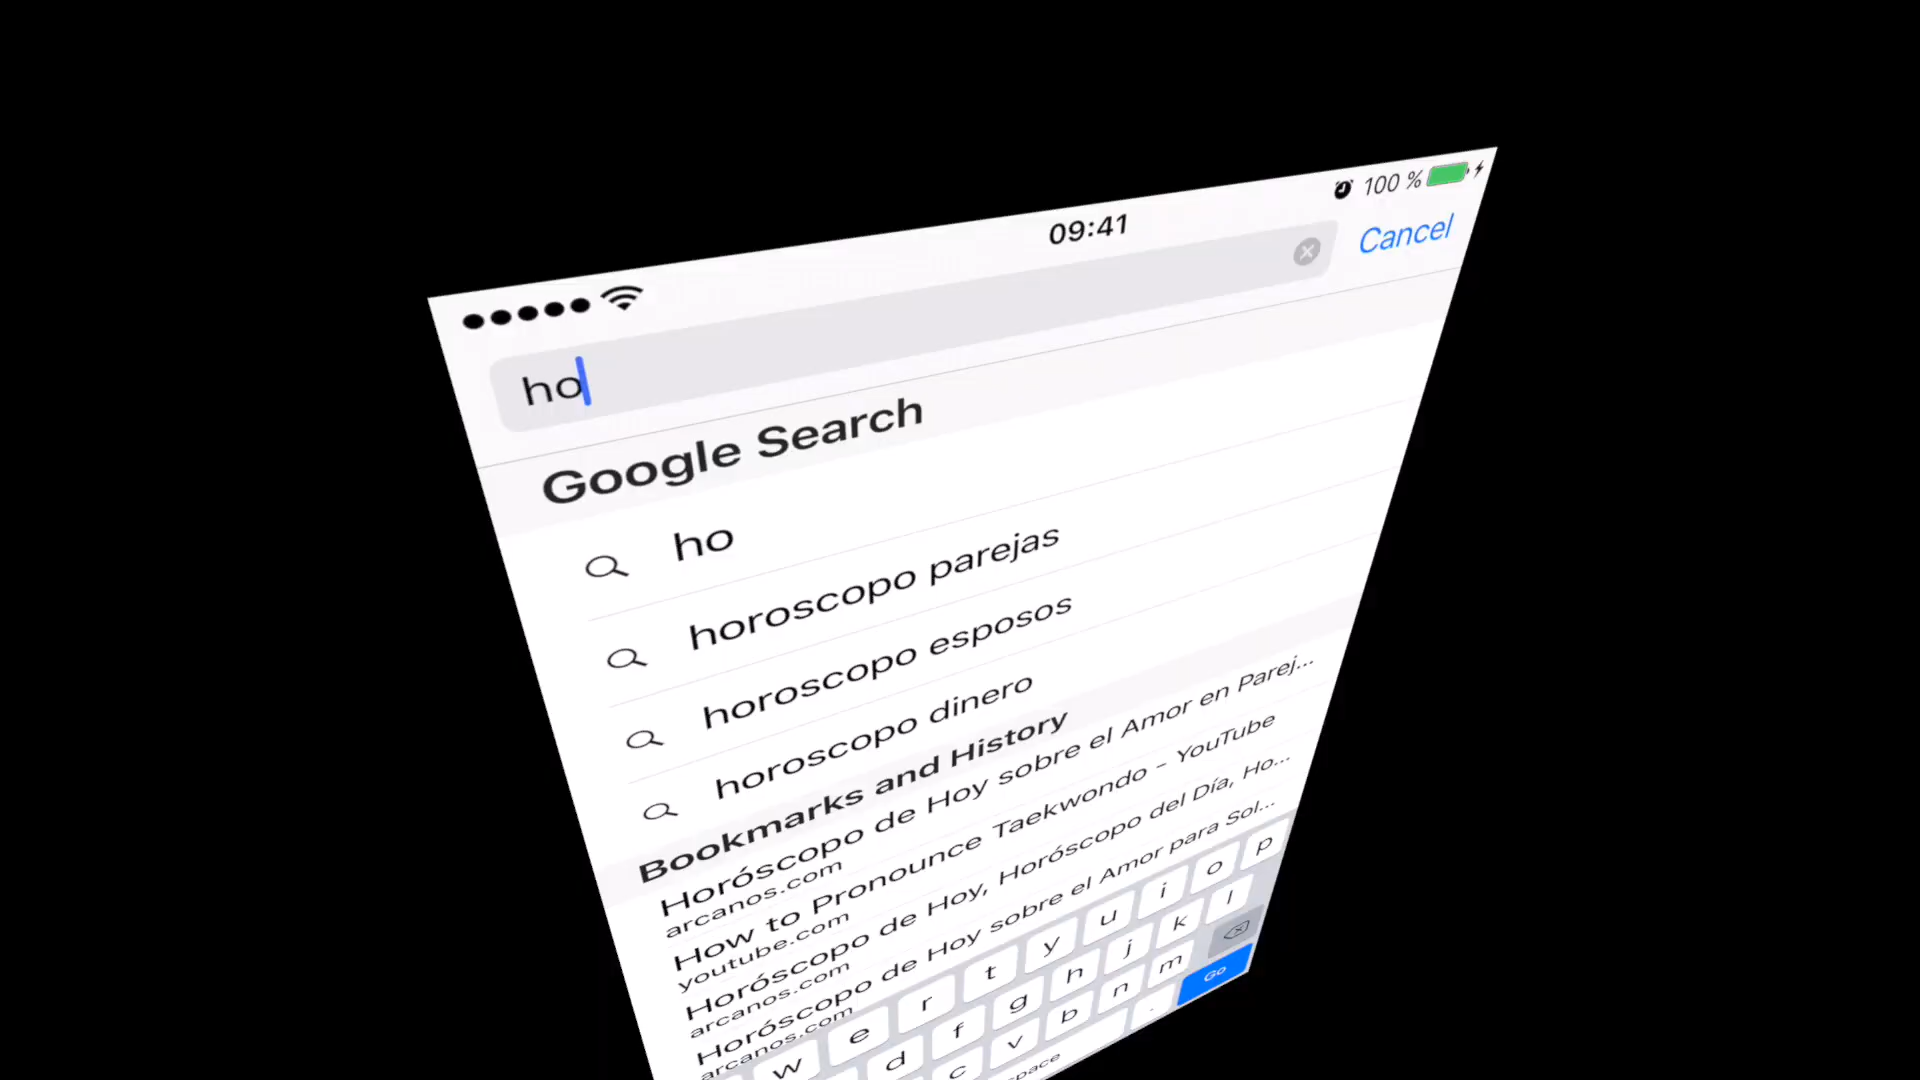 09:41
100 %
ho
Cancel
Google Search
ho
horoscopo parejas
horoscopo esposos
horoscopo dinero
Bookmarks and History
Horóscopo de Hoy sobre el Amor en Parej...
arcanos.com
How to Pronounce Taekwondo - YouTube
youtube.com
Horóscopo de Hoy, Horóscopo del Día, Ho...
arcanos.com
Horóscopo de Hoy sobre el Amor para Sol...
arcanos.com
w e r t y u i o p
d f g h j k l
c v b n m
space . Go